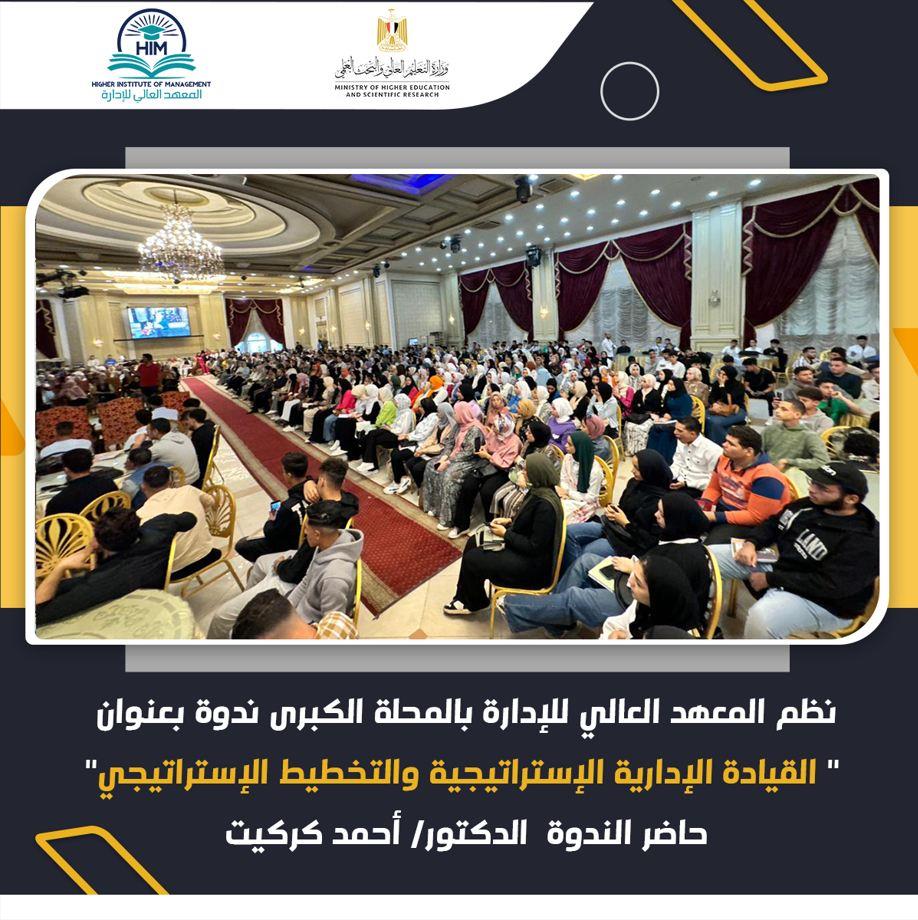 HIM
HIGHER INSTITUTE OF MANAGEMENT
المعهد العالي للإدارة
وزارة التعليم العالي والبحث العلمي
MINISTRY OF HIGHER EDUCATION
AND SCIENTIFIC RESEARCH
نظم المعهد العالي للإدارة بالمحلة الكبرى ندوة بعنوان
" القيادة الإدارية الإستراتيجية والتخطيط الإستراتيجي"
حاضر الندوة الدكتور/ أحمد كركيت